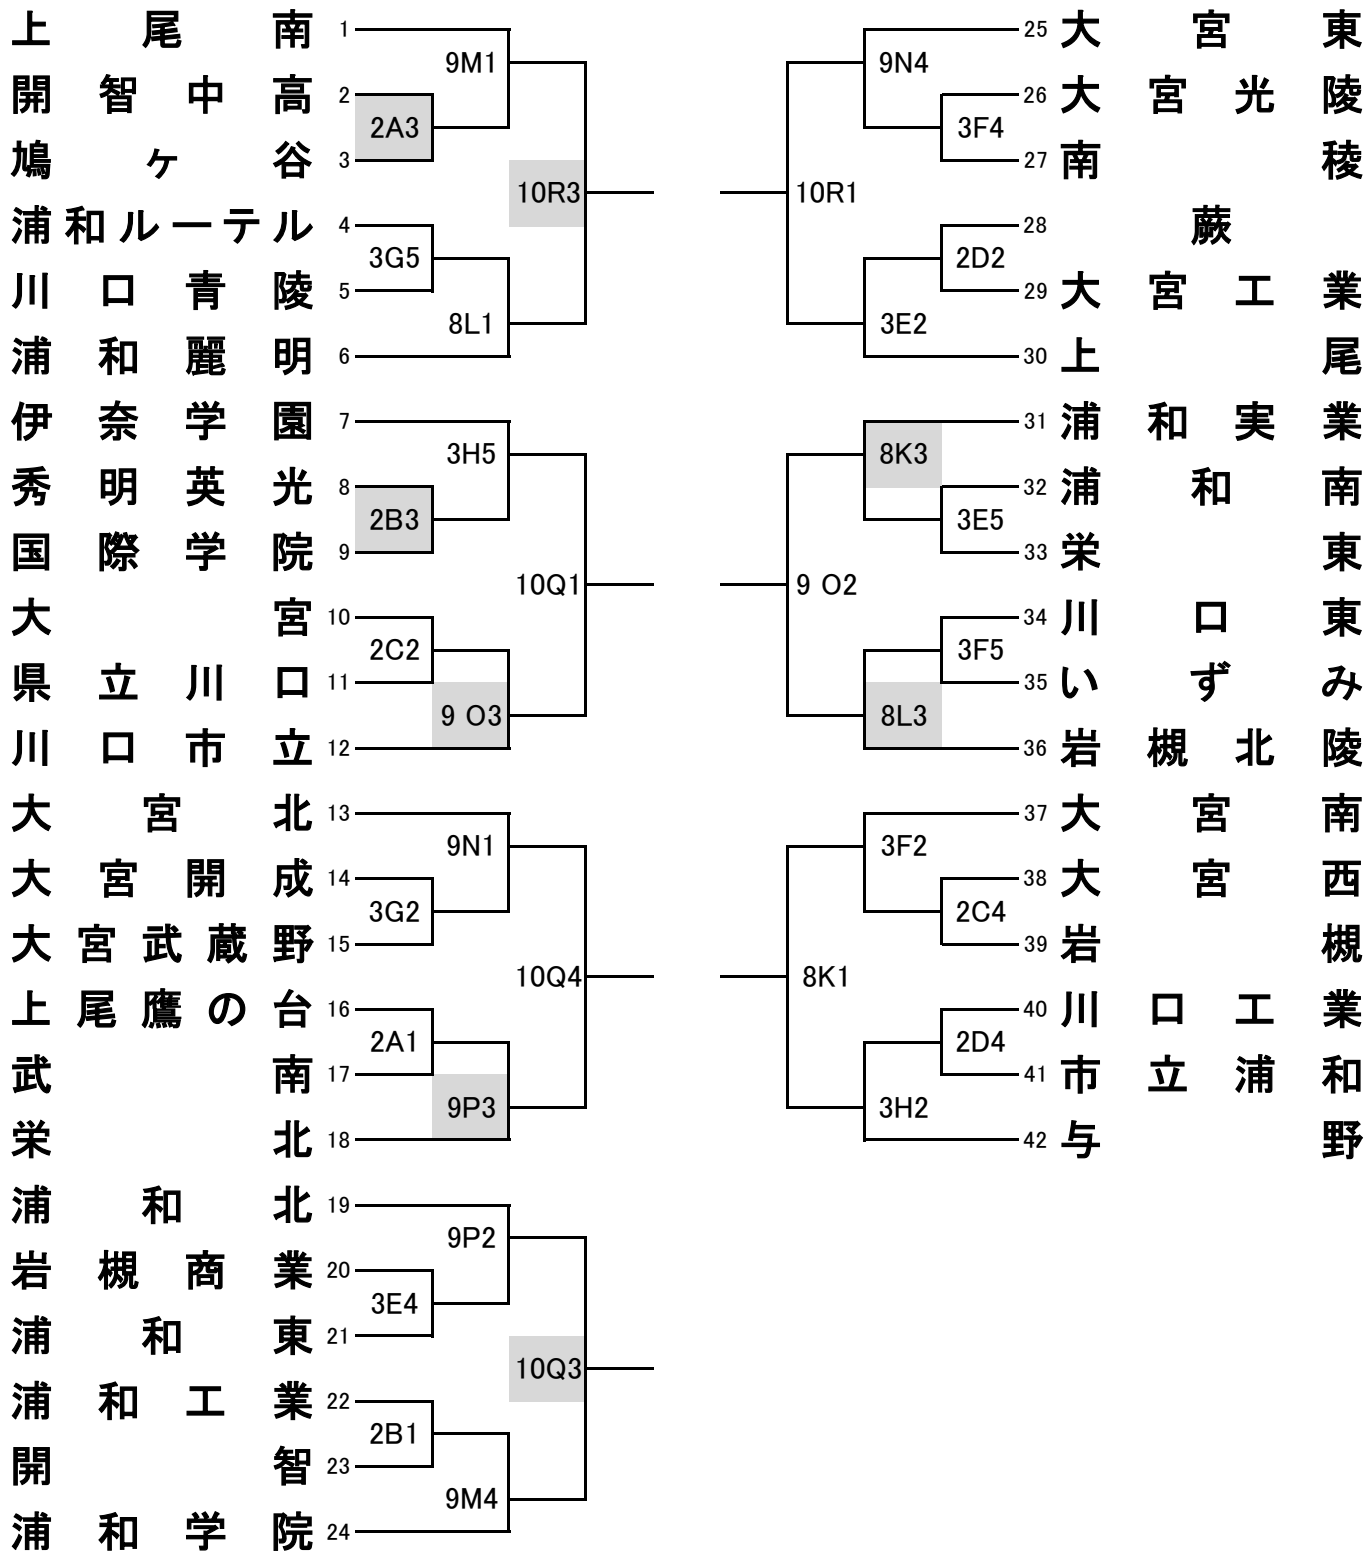 上尾南 1
9M1
開智中高 2
2A3
鳩ヶ谷 3
10R3
浦和ルーテル 4
3G5
川口青陵 5
8L1
浦和麗明 6
伊奈学園 7
3H5
秀明英光 8
2B3
国際学院 9
10Q1
大宮 10
2C2
県立川口 11
9 O3
川口市立 12
大宮北 13
9N1
大宮開成 14
3G2
大宮武蔵野 15
10Q4
上尾鷹の台 16
2A1
武南 17
9P3
栄北 18
浦和北 19
9P2
岩槻商業 20
3E4
浦和東 21
10Q3
浦和工業 22
2B1
開智 23
9M4
浦和学院 24
25 大宮東
9N4
26 大宮光陵
3F4
27 南稜
10R1
28 蕨
2D2
29 大宮工業
3E2
30 上尾
31 浦和実業
8K3
32 浦和南
3E5
33 栄東
9 O2
34 川口東
3F5
35 いずみ
8L3
36 岩槻北陵
37 大宮南
3F2
38 大宮西
2C4
39 岩槻
8K1
40 川口工業
2D4
41 市立浦和
3H2
42 与野